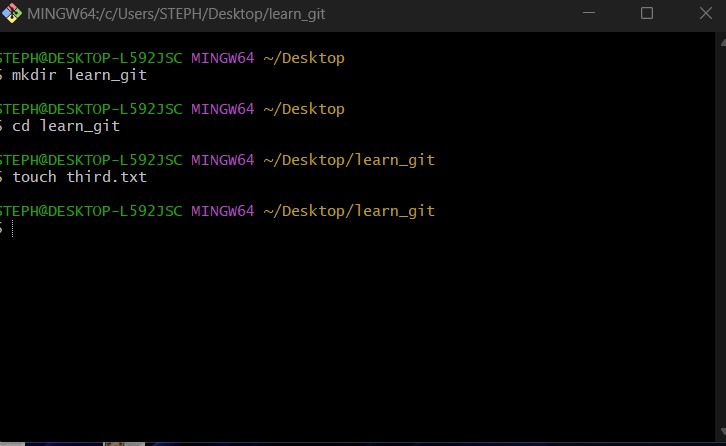 MINGW64:/c/Users/STEPH/Desktop/learn_git
STEPH@DESKTOP-L592JSC MINGW64 ~/Desktop
$ mkdir learn_git
STEPH@DESKTOP-L592JSC MINGW64 ~/Desktop
$ cd learn_git
STEPH@DESKTOP-L592JSC MINGW64 ~/Desktop/learn_git
$ touch third.txt
STEPH@DESKTOP-L592JSC MINGW64 ~/Desktop/learn_git
$